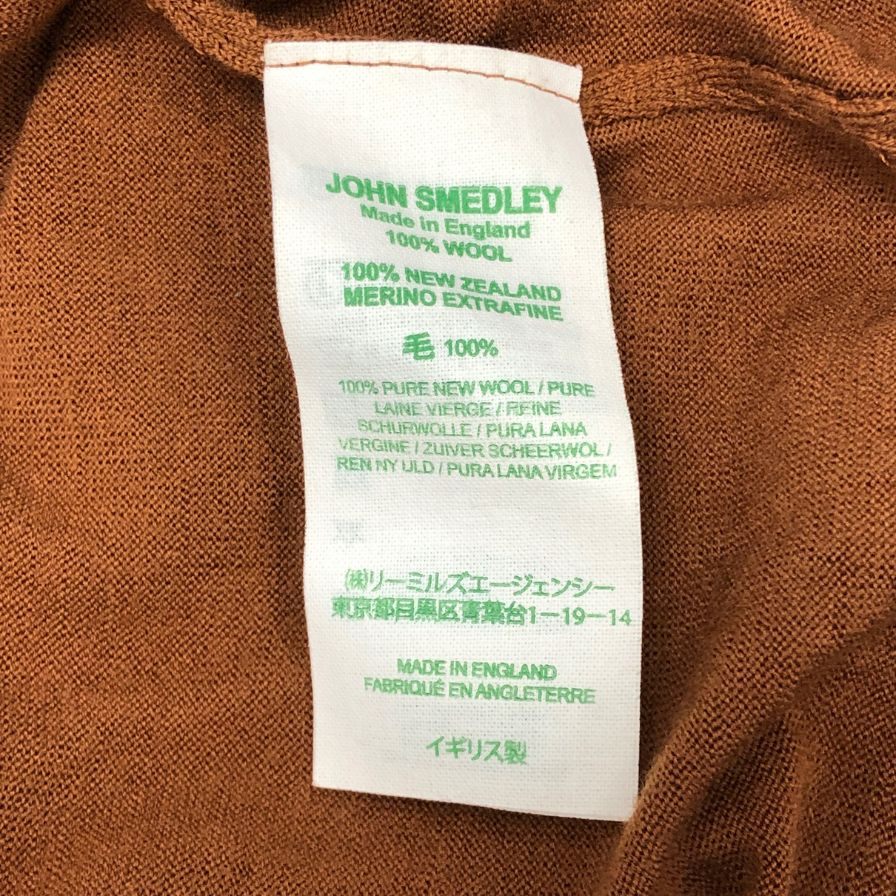 JOHN SMEDLEY
Made in England
100% WOOL
100% NEW ZEALAND
MERINO EXTRAFINE
毛 100%
100% PURE NEW WOOL / PURE
LAINE VIERGE / REINE
SCHURWOLLE / PURA LANA
VERGINE / ZUIVER SCHEERWOL /
REN NY ULD / PURA LANA VIRGEM
㈱リーミルズエージェンシー
東京都目黒区青葉台1－19－14
MADE IN ENGLAND
FABRIQUÉ EN ANGLETERRE
イギリス製